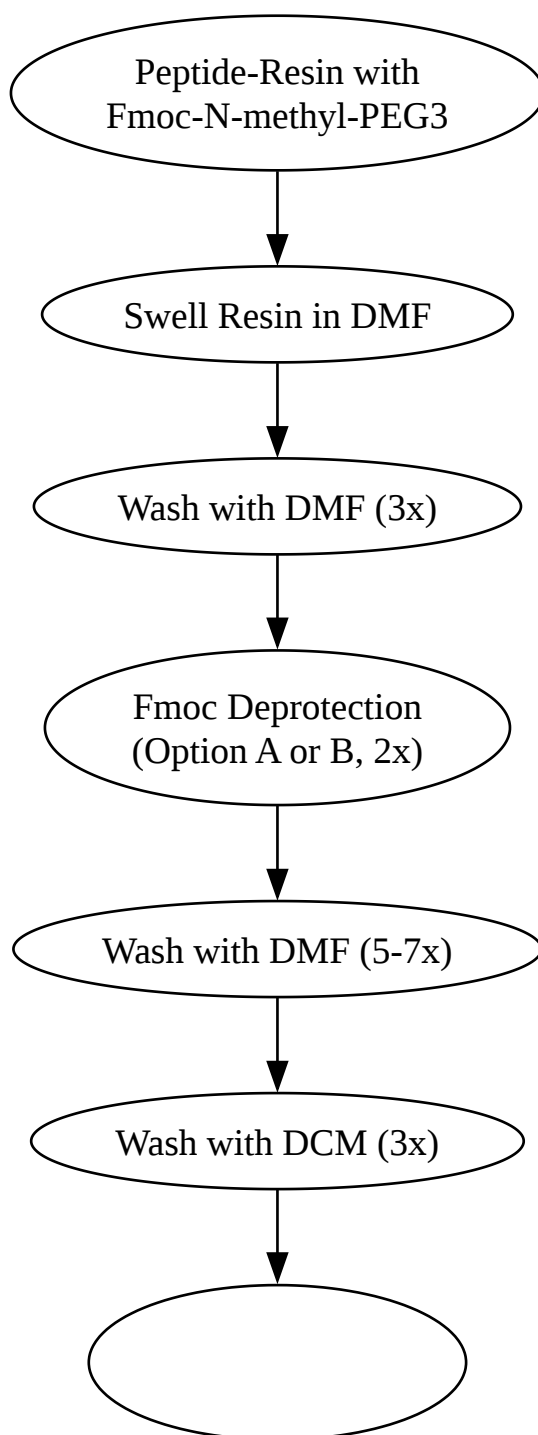 Peptide-Resin with
Fmoc-N-methyl-PEG3
Swell Resin in DMF
Wash with DMF (3x)
Fmoc Deprotection
(Option A or B, 2x)
Wash with DMF (5-7x)
Wash with DCM (3x)